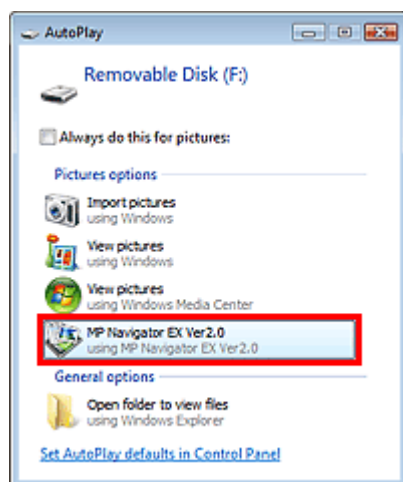 AutoPlay
Removable Disk (F:)
Always do this for pictures:
Pictures options
Import pictures
using Windows
View pictures
using Windows
View pictures
using Windows Media Center
MP Navigator EX Ver2.0
using MP Navigator EX Ver2.0
General options
Open folder to view files
using Windows Explorer
Set AutoPlay defaults in Control Panel